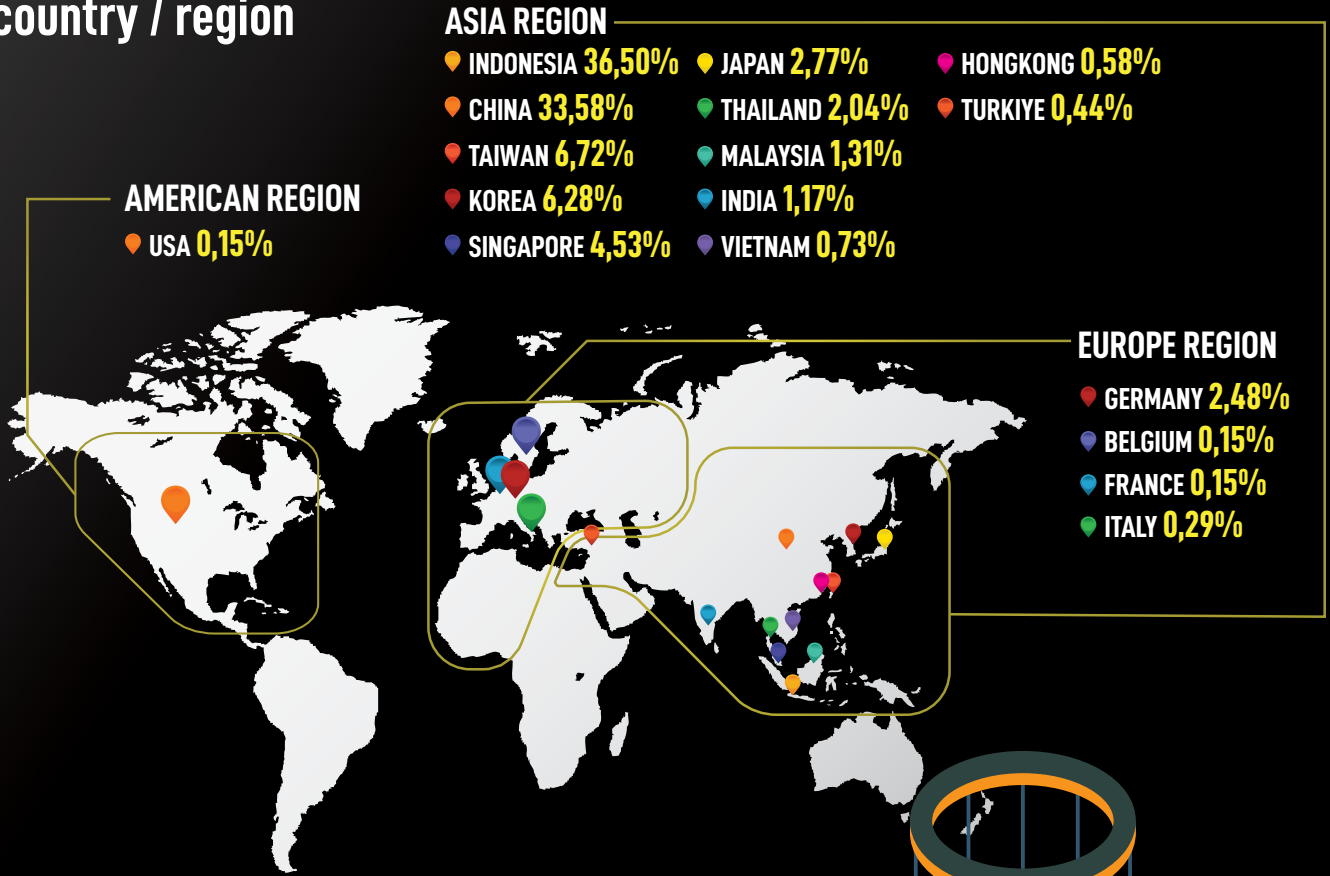 country / region
ASIA REGION
INDONESIA 36,50%
CHINA 33,58%
TAIWAN 6,72%
KOREA 6,28%
SINGAPORE 4,53%
JAPAN 2,77%
THAILAND 2,04%
MALAYSIA 1,31%
INDIA 1,17%
VIETNAM 0,73%
HONGKONG 0,58%
TURKIYE 0,44%
AMERICAN REGION
USA 0,15%
EUROPE REGION
GERMANY 2,48%
BELGIUM 0,15%
FRANCE 0,15%
ITALY 0,29%